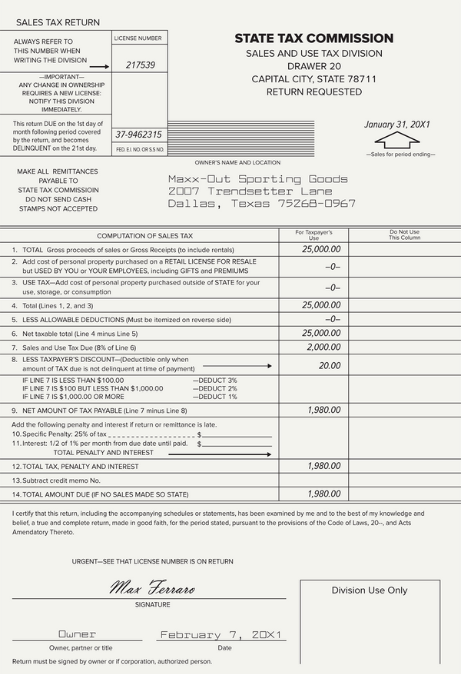 SALES TAX RETURN
ALWAYS REFER TO
THIS NUMBER WHEN
WRITING THE DIVISION
LICENSE NUMBER
217539
—IMPORTANT—
ANY CHANGE IN OWNERSHIP
REQUIRES A NEW LICENSE:
NOTIFY THIS DIVISION
IMMEDIATELY.
This return DUE on the 1st day of
month following period covered
by the return, and becomes
DELINQUENT on the 21st day.
37-9462315
FED. E.I. NO. OR S.S. NO.
STATE TAX COMMISSION
SALES AND USE TAX DIVISION
DRAWER 20
CAPITAL CITY, STATE 78711
RETURN REQUESTED
January 31, 20X1
—Sales for period ending—
OWNER'S NAME AND LOCATION
MAKE ALL REMITTANCES
PAYABLE TO
STATE TAX COMMISSIOIN
DO NOT SEND CASH
STAMPS NOT ACCEPTED
Maxx-Out Sporting Goods
2007 Trendsetter Lane
Dallas, Texas 75268-0967
COMPUTATION OF SALES TAX For Taxpayer's Use Do Not Use This Column
1. TOTAL Gross proceeds of sales or Gross Receipts (to include rentals) 25,000.00
2. Add cost of personal property purchased on a RETAIL LICENSE FOR RESALE
but USED BY YOU or YOUR EMPLOYEES, including GIFTS and PREMIUMS –0–
3. USE TAX—Add cost of personal property purchased outside of STATE for your
use, storage, or consumption –0–
4. Total (Lines 1, 2, and 3) 25,000.00
5. LESS ALLOWABLE DEDUCTIONS (Must be itemized on reverse side) –0–
6. Net taxable total (Line 4 minus Line 5) 25,000.00
7. Sales and Use Tax Due (8% of Line 6) 2,000.00
8. LESS TAXPAYER'S DISCOUNT—(Deductible only when
amount of TAX due is not delinquent at time of payment) 20.00
IF LINE 7 IS LESS THAN $100.00 —DEDUCT 3%
IF LINE 7 IS $100 BUT LESS THAN $1,000.00 —DEDUCT 2%
IF LINE 7 IS $1,000.00 OR MORE —DEDUCT 1%
9. NET AMOUNT OF TAX PAYABLE (Line 7 minus Line 8) 1,980.00
Add the following penalty and interest if return or remittance is late.
10. Specific Penalty: 25% of tax $
11. Interest: 1/2 of 1% per month from due date until paid. $
TOTAL PENALTY AND INTEREST
12. TOTAL TAX, PENALTY AND INTEREST 1,980.00
13. Subtract credit memo No.
14. TOTAL AMOUNT DUE (IF NO SALES MADE SO STATE) 1,980.00
I certify that this return, including the accompanying schedules or statements, has been examined by me and to the best of my knowledge and
belief, a true and complete return, made in good faith, for the period stated, pursuant to the provisions of the Code of Laws, 20–, and Acts
Amendatory Thereto.
URGENT—SEE THAT LICENSE NUMBER IS ON RETURN
Max Ferraro
SIGNATURE
Division Use Only
Owner
February 7, 20X1
Owner, partner or title
Date
Return must be signed by owner or if corporation, authorized person.